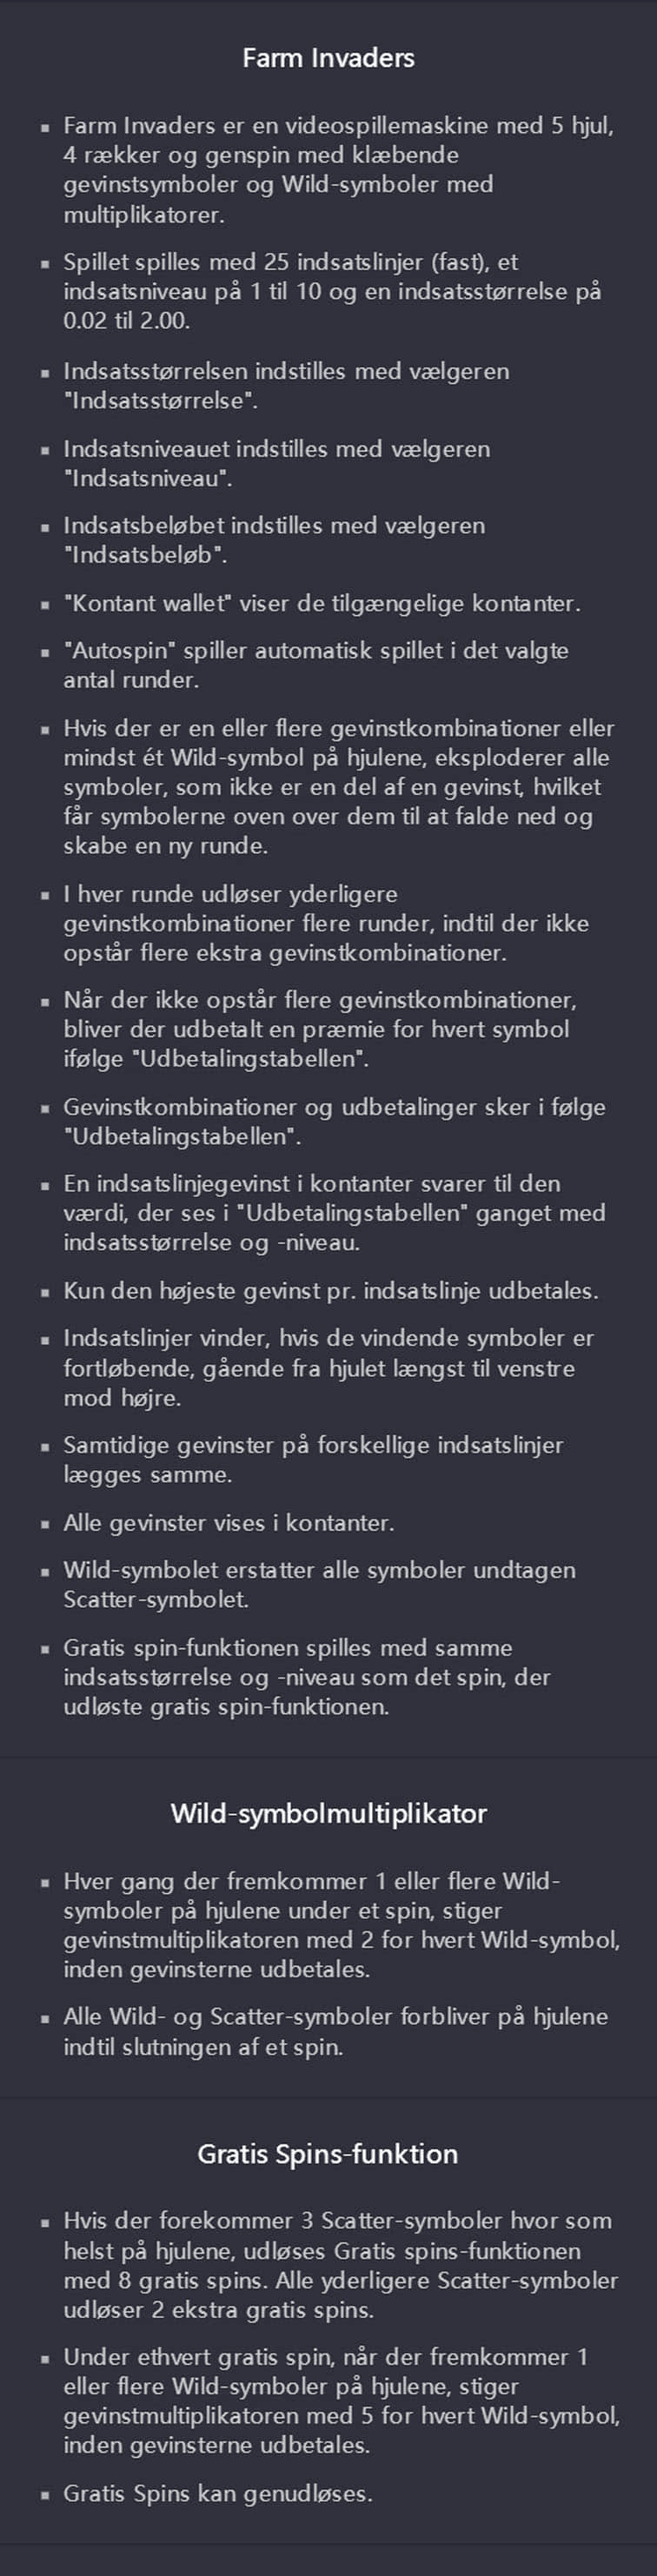 Farm Invaders
▪ Farm Invaders er en videospillemaskine med 5 hjul,
4 rækker og genspin med klæbende
gevinstsymboler og Wild-symboler med
multiplikatorer.
▪ Spillet spilles med 25 indsatslinjer (fast), et
indsatsniveau på 1 til 10 og en indsatsstørrelse på
0.02 til 2.00.
▪ Indsatsstørrelsen indstilles med vælgeren
"Indsatsstørrelse".
▪ Indsatsniveauet indstilles med vælgeren
"Indsatsniveau".
▪ Indsatsbeløbet indstilles med vælgeren
"Indsatsbeløb".
▪ "Kontant wallet" viser de tilgængelige kontanter.
▪ "Autospin" spiller automatisk spillet i det valgte
antal runder.
▪ Hvis der er en eller flere gevinstkombinationer eller
mindst ét Wild-symbol på hjulene, eksploderer alle
symboler, som ikke er en del af en gevinst, hvilket
får symbolerne oven over dem til at falde ned og
skabe en ny runde.
▪ I hver runde udløser yderligere
gevinstkombinationer flere runder, indtil der ikke
opstår flere ekstra gevinstkombinationer.
▪ Når der ikke opstår flere gevinstkombinationer,
bliver der udbetalt en præmie for hvert symbol
ifølge "Udbetalingstabellen".
▪ Gevinstkombinationer og udbetalinger sker i følge
"Udbetalingstabellen".
▪ En indsatslinjegevinst i kontanter svarer til den
værdi, der ses i "Udbetalingstabellen" ganget med
indsatsstørrelse og -niveau.
▪ Kun den højeste gevinst pr. indsatslinje udbetales.
▪ Indsatslinjer vinder, hvis de vindende symboler er
fortløbende, gående fra hjulet længst til venstre
mod højre.
▪ Samtidige gevinster på forskellige indsatslinjer
lægges samme.
▪ Alle gevinster vises i kontanter.
▪ Wild-symbolet erstatter alle symboler undtagen
Scatter-symbolet.
▪ Gratis spin-funktionen spilles med samme
indsatsstørrelse og -niveau som det spin, der
udløste gratis spin-funktionen.
Wild-symbolmultiplikator
▪ Hver gang der fremkommer 1 eller flere Wild-
symboler på hjulene under et spin, stiger
gevinstmultiplikatoren med 2 for hvert Wild-symbol,
inden gevinsterne udbetales.
▪ Alle Wild- og Scatter-symboler forbliver på hjulene
indtil slutningen af et spin.
Gratis Spins-funktion
▪ Hvis der forekommer 3 Scatter-symboler hvor som
helst på hjulene, udløses Gratis spins-funktionen
med 8 gratis spins. Alle yderligere Scatter-symboler
udløser 2 ekstra gratis spins.
▪ Under ethvert gratis spin, når der fremkommer 1
eller flere Wild-symboler på hjulene, stiger
gevinstmultiplikatoren med 5 for hvert Wild-symbol,
inden gevinsterne udbetales.
▪ Gratis Spins kan genudløses.